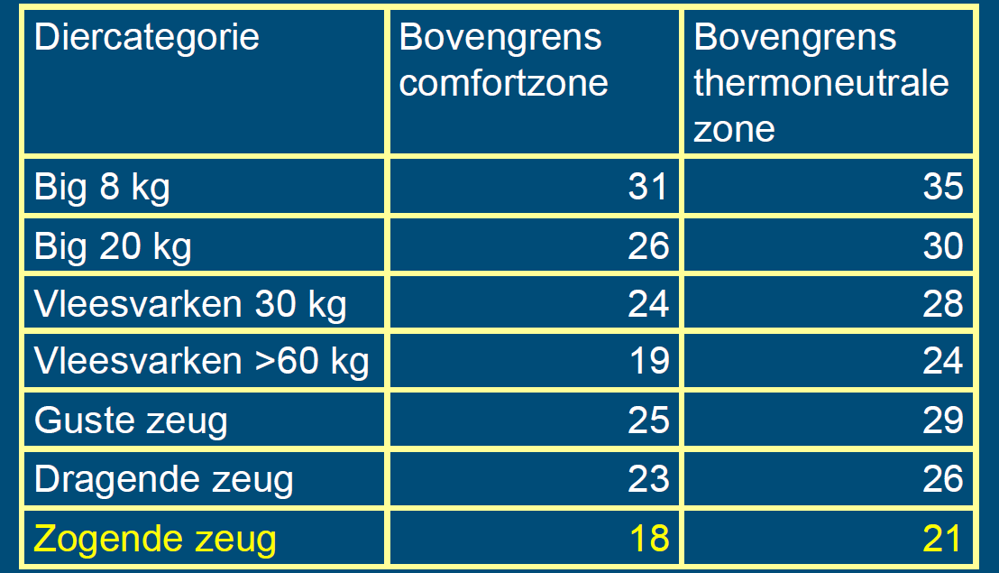 Diercategorie
Bovengrens
comfortzone
Bovengrens
thermoneutrale
zone
Big 8 kg 31 35
Big 20 kg 26 30
Vleesvarken 30 kg 24 28
Vleesvarken >60 kg 19 24
Guste zeug 25 29
Dragende zeug 23 26
Zogende zeug 18 21